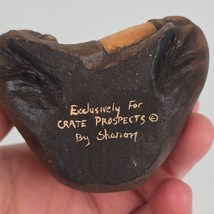 Exclusively For
CRATE PROSPECTS ©
By Sharon